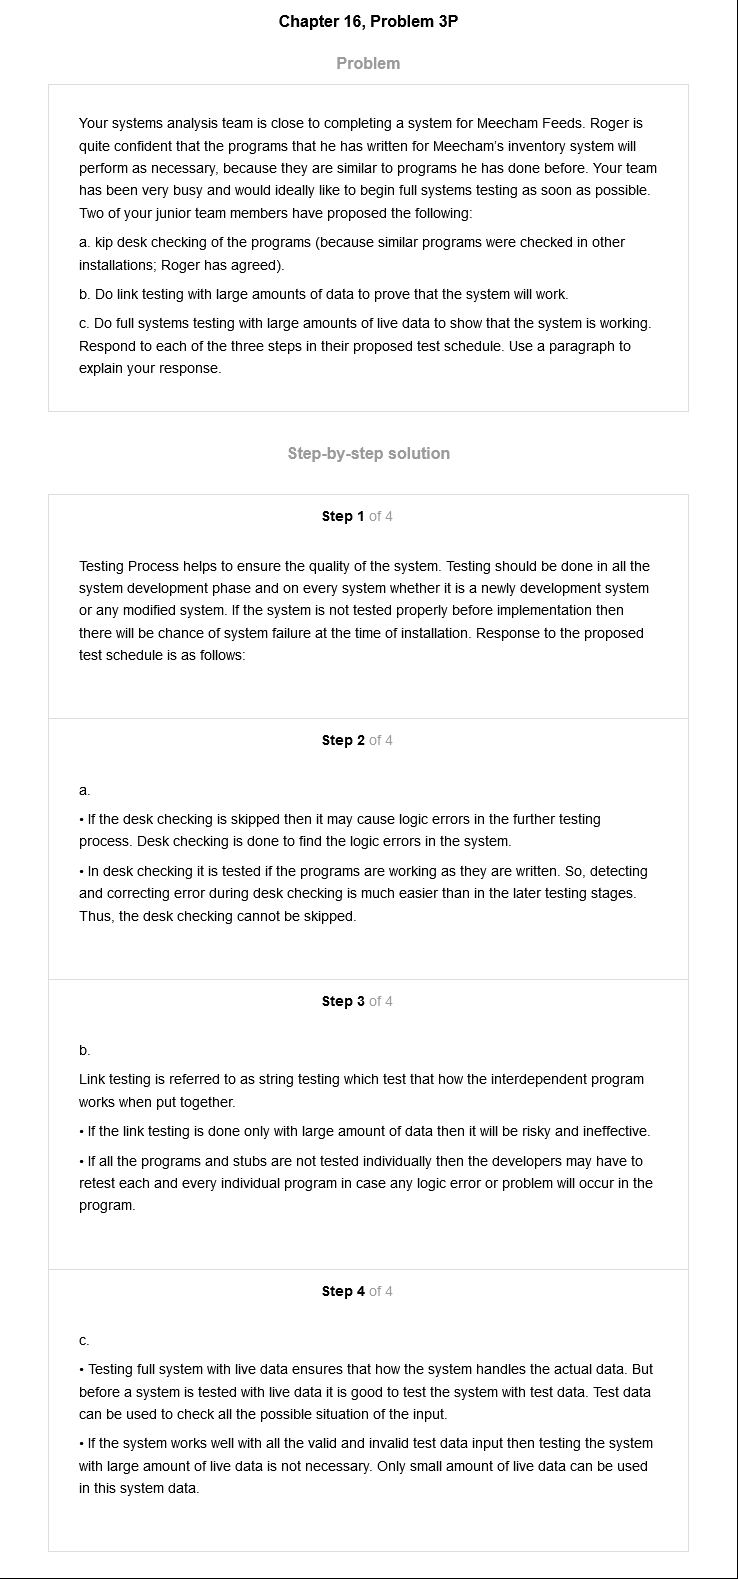 Chapter 16, Problem 3P
Problem
Your systems analysis team is close to completing a system for Meecham Feeds. Roger is
quite confident that the programs that he has written for Meecham's inventory system will
perform as necessary, because they are similar to programs he has done before. Your team
has been very busy and would ideally like to begin full systems testing as soon as possible.
Two of your junior team members have proposed the following:
a. kip desk checking of the programs (because similar programs were checked in other
installations; Roger has agreed).
b. Do link testing with large amounts of data to prove that the system will work.
c. Do full systems testing with large amounts of live data to show that the system is working.
Respond to each of the three steps in their proposed test schedule. Use a paragraph to
explain your response.
Step-by-step solution
Step 1 of 4
Testing Process helps to ensure the quality of the system. Testing should be done in all the
system development phase and on every system whether it is a newly development system
or any modified system. If the system is not tested properly before implementation then
there will be chance of system failure at the time of installation. Response to the proposed
test schedule is as follows:
Step 2 of 4
a.
• If the desk checking is skipped then it may cause logic errors in the further testing
process. Desk checking is done to find the logic errors in the system.
• In desk checking it is tested if the programs are working as they are written. So, detecting
and correcting error during desk checking is much easier than in the later testing stages.
Thus, the desk checking cannot be skipped.
Step 3 of 4
b.
Link testing is referred to as string testing which test that how the interdependent program
works when put together.
• If the link testing is done only with large amount of data then it will be risky and ineffective.
• If all the programs and stubs are not tested individually then the developers may have to
retest each and every individual program in case any logic error or problem will occur in the
program.
Step 4 of 4
c.
• Testing full system with live data ensures that how the system handles the actual data. But
before a system is tested with live data it is good to test the system with test data. Test data
can be used to check all the possible situation of the input.
• If the system works well with all the valid and invalid test data input then testing the system
with large amount of live data is not necessary. Only small amount of live data can be used
in this system data.